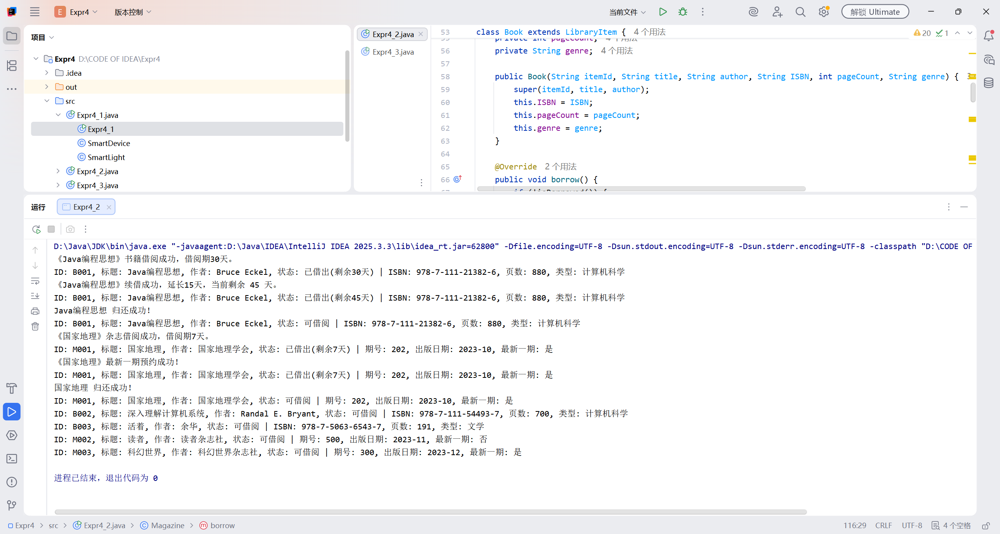 E Expr4 版本控制 当前文件 解锁 Ultimate
项目
Expr4 D:\CODE OF IDEA\Expr4
.idea
out
src
Expr4_1.java
Expr4_1
SmartDevice
SmartLight
Expr4_2.java
Expr4_3.java
Expr4_2.java
Expr4_3.java
53 class Book extends LibraryItem { 4 个用法
20 1
private int pageCount; 4 个用法
56 private String genre; 4 个用法
57
58 public Book(String itemId, String title, String author, String ISBN, int pageCount, String genre) {
59 super(itemId, title, author);
60 this.ISBN = ISBN;
61 this.pageCount = pageCount;
62 this.genre = genre;
63 }
64
65 @Override 2 个用法
66 public void borrow() {
运行 Expr4_2
D:\Java\JDK\bin\java.exe "-javaagent:D:\Java\IDEA\IntelliJ IDEA 2025.3.3\lib\idea_rt.jar=62800" -Dfile.encoding=UTF-8 -Dsun.stdout.encoding=UTF-8 -Dsun.stderr.encoding=UTF-8 -classpath "D:\CODE OF
《Java编程思想》书籍借阅成功，借阅期30天。
ID: B001, 标题: Java编程思想, 作者: Bruce Eckel, 状态: 已借出(剩余30天) | ISBN: 978-7-111-21382-6, 页数: 880, 类型: 计算机科学
《Java编程思想》续借成功，延长15天，当前剩余 45 天。
ID: B001, 标题: Java编程思想, 作者: Bruce Eckel, 状态: 已借出(剩余45天) | ISBN: 978-7-111-21382-6, 页数: 880, 类型: 计算机科学
Java编程思想 归还成功！
ID: B001, 标题: Java编程思想, 作者: Bruce Eckel, 状态: 可借阅 | ISBN: 978-7-111-21382-6, 页数: 880, 类型: 计算机科学
《国家地理》杂志借阅成功，借阅期7天。
ID: M001, 标题: 国家地理, 作者: 国家地理学会, 状态: 已借出(剩余7天) | 期号: 202, 出版日期: 2023-10, 最新一期: 是
《国家地理》最新一期预约成功！
ID: M001, 标题: 国家地理, 作者: 国家地理学会, 状态: 已借出(剩余7天) | 期号: 202, 出版日期: 2023-10, 最新一期: 是
国家地理 归还成功！
ID: M001, 标题: 国家地理, 作者: 国家地理学会, 状态: 可借阅 | 期号: 202, 出版日期: 2023-10, 最新一期: 是
ID: B002, 标题: 深入理解计算机系统, 作者: Randal E. Bryant, 状态: 可借阅 | ISBN: 978-7-111-54493-7, 页数: 700, 类型: 计算机科学
ID: B003, 标题: 活着, 作者: 余华, 状态: 可借阅 | ISBN: 978-7-5063-6543-7, 页数: 191, 类型: 文学
ID: M002, 标题: 读者, 作者: 读者杂志社, 状态: 可借阅 | 期号: 500, 出版日期: 2023-11, 最新一期: 否
ID: M003, 标题: 科幻世界, 作者: 科幻世界杂志社, 状态: 可借阅 | 期号: 300, 出版日期: 2023-12, 最新一期: 是
进程已结束，退出代码为 0
Expr4 > src > Expr4_2.java > Magazine > borrow 116:29 CRLF UTF-8 4 个空格